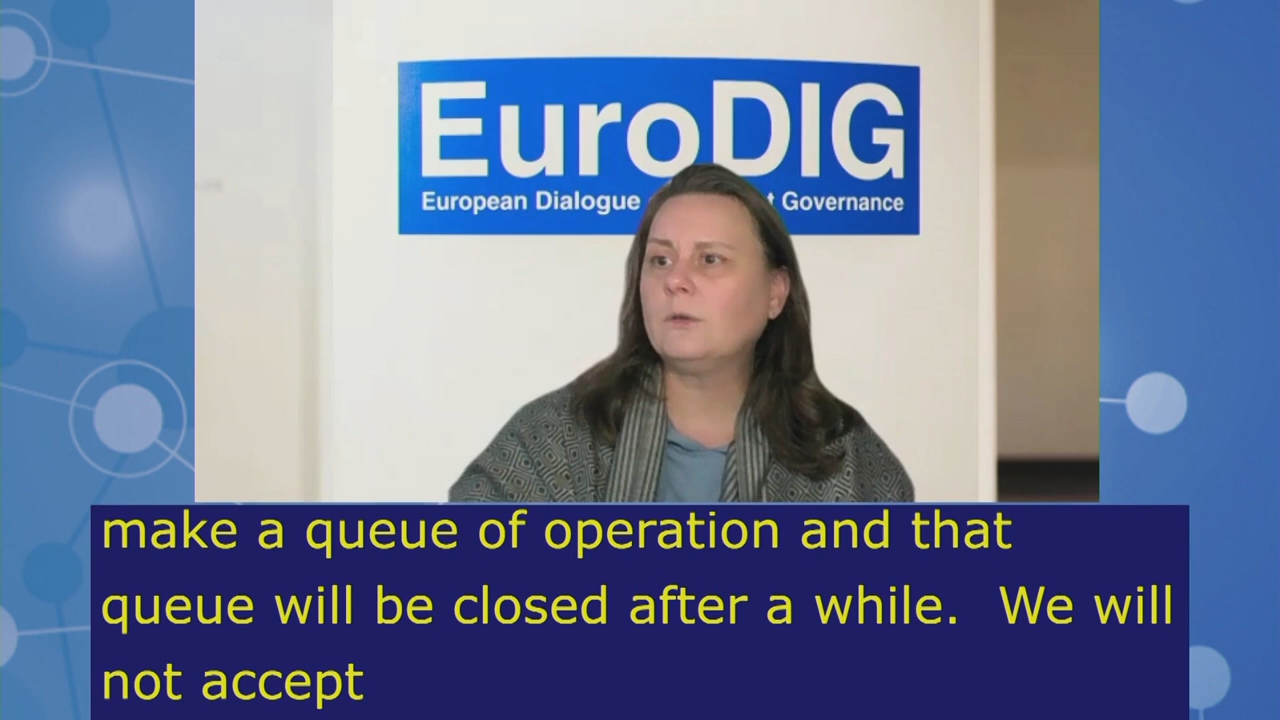 EuroDIG
European Dialogue t Governance
make a queue of operation and that
queue will be closed after a while. We will
not accept